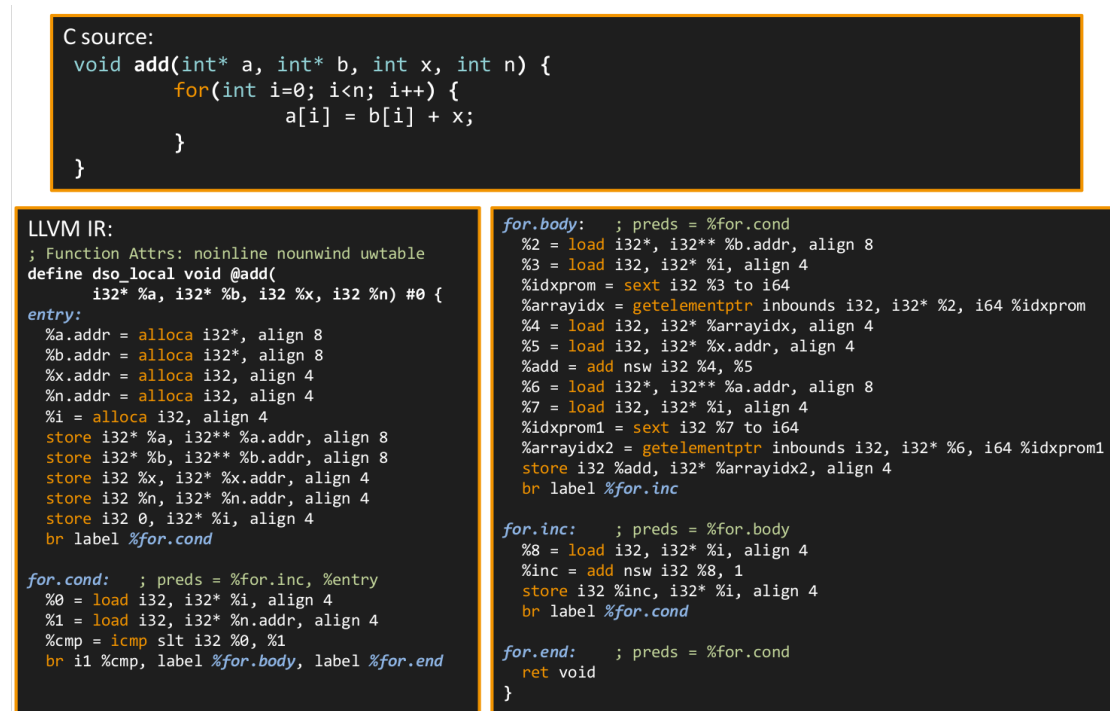 C source:
void add(int* a, int* b, int x, int n) {
for(int i=0; i<n; i++) {
a[i] = b[i] + x;
}
}
LLVM IR:
; Function Attrs: noinline nounwind uwtable
define dso_local void @add(
i32* %a, i32* %b, i32 %x, i32 %n) #0 {
entry:
%a.addr = alloca i32*, align 8
%b.addr = alloca i32*, align 8
%x.addr = alloca i32, align 4
%n.addr = alloca i32, align 4
%i = alloca i32, align 4
store i32* %a, i32** %a.addr, align 8
store i32* %b, i32** %b.addr, align 8
store i32 %x, i32* %x.addr, align 4
store i32 %n, i32* %n.addr, align 4
store i32 0, i32* %i, align 4
br label %for.cond
for.cond: ; preds = %for.inc, %entry
%0 = load i32, i32* %i, align 4
%1 = load i32, i32* %n.addr, align 4
%cmp = icmp slt i32 %0, %1
br i1 %cmp, label %for.body, label %for.end
for.body: ; preds = %for.cond
%2 = load i32*, i32** %b.addr, align 8
%3 = load i32, i32* %i, align 4
%idxprom = sext i32 %3 to i64
%arrayidx = getelementptr inbounds i32, i32* %2, i64 %idxprom
%4 = load i32, i32* %arrayidx, align 4
%5 = load i32, i32* %x.addr, align 4
%add = add nsw i32 %4, %5
%6 = load i32*, i32** %a.addr, align 8
%7 = load i32, i32* %i, align 4
%idxprom1 = sext i32 %7 to i64
%arrayidx2 = getelementptr inbounds i32, i32* %6, i64 %idxprom1
store i32 %add, i32* %arrayidx2, align 4
br label %for.inc
for.inc: ; preds = %for.body
%8 = load i32, i32* %i, align 4
%inc = add nsw i32 %8, 1
store i32 %inc, i32* %i, align 4
br label %for.cond
for.end: ; preds = %for.cond
ret void
}